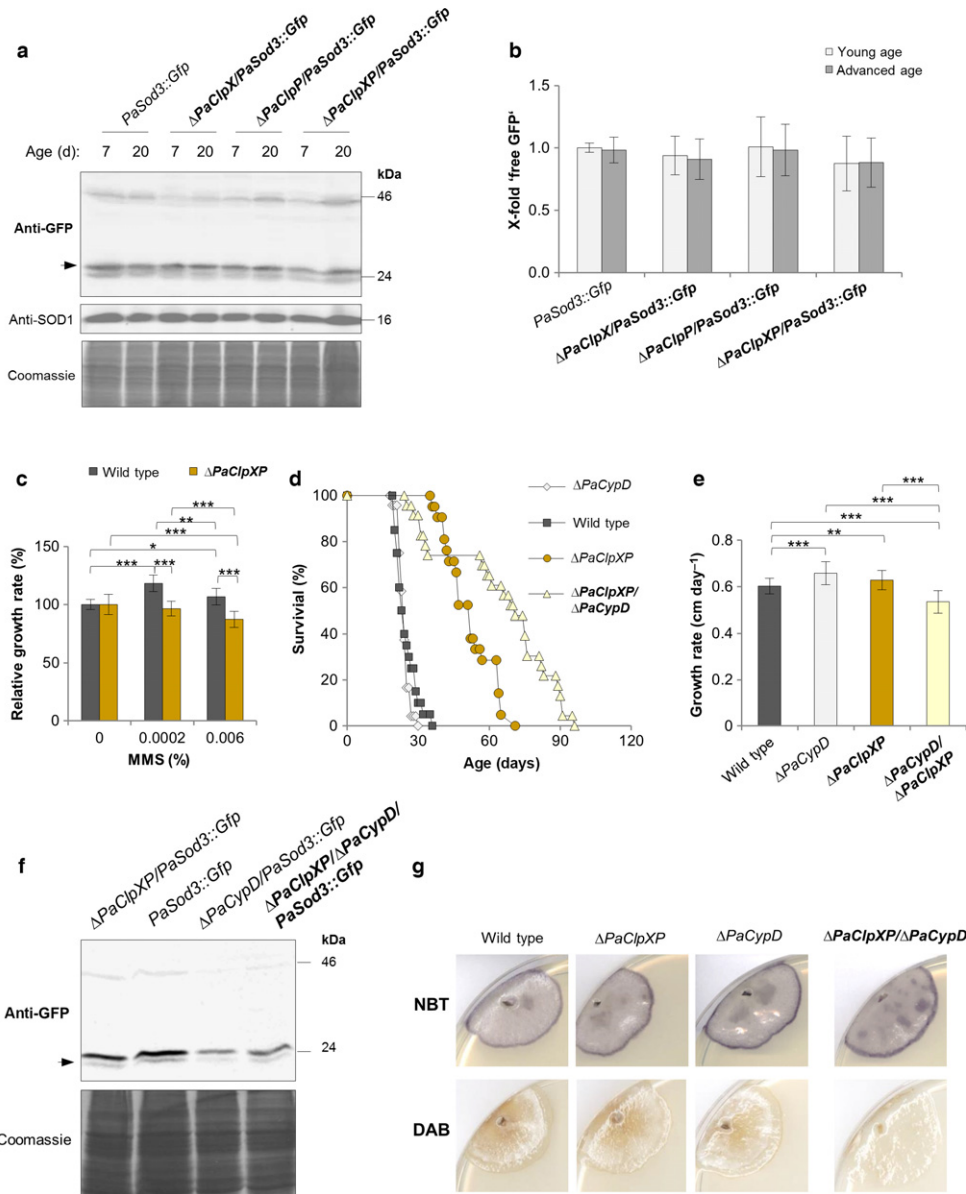 a
PaSod3::Gfp
ΔPaClpX/PaSod3::Gfp
ΔPaClpP/PaSod3::Gfp
ΔPaClpXP/PaSod3::Gfp
Age (d): 7 20 7 20 7 20 7 20
kDa
Anti-GFP
46
24
Anti-SOD1
16
Coomassie
b
Young age
Advanced age
X-fold ‘free GFP‘
1.5
1.0
0.5
0.0
PaSod3::Gfp
ΔPaClpX/PaSod3::Gfp
ΔPaClpP/PaSod3::Gfp
ΔPaClpXP/PaSod3::Gfp
c
Wild type ΔPaClpXP
Relative growth rate (%)
150
100
50
0
***
**
***
*
*** *** ***
0 0.0002 0.006
MMS (%)
d
Survivial (%)
100
80
60
40
20
0
0 30 60 90 120
Age (days)
ΔPaCypD
Wild type
ΔPaClpXP
ΔPaClpXP/
ΔPaCypD
e
Growth rate (cm day⁻¹)
0.8
0.6
0.4
0.2
0.0
***
***
***
**
***
Wild type
ΔPaCypD
ΔPaClpXP
ΔPaCypD/
ΔPaClpXP
f
ΔPaClpXP/PaSod3::Gfp
PaSod3::Gfp
ΔPaCypD/PaSod3::Gfp
ΔPaClpXP/ΔPaCypD/
PaSod3::Gfp
kDa
46
Anti-GFP
24
Coomassie
g
Wild type ΔPaClpXP ΔPaCypD ΔPaClpXP/ΔPaCypD
NBT
DAB